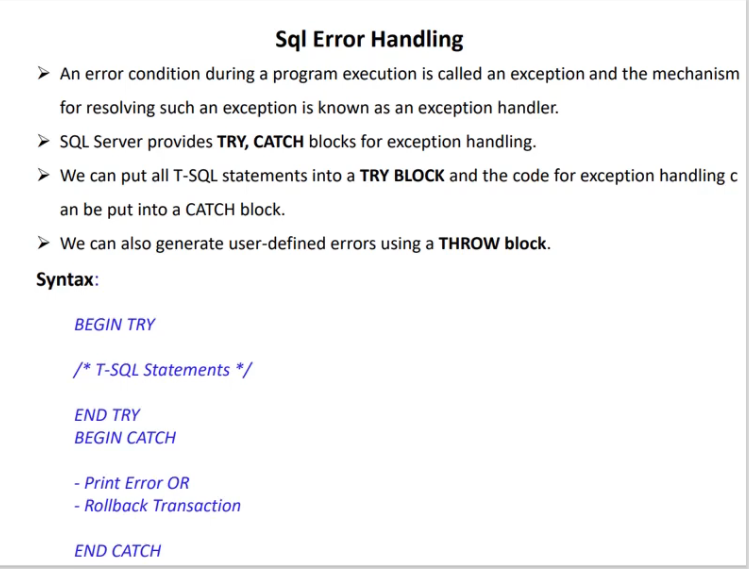 Sql Error Handling
➢ An error condition during a program execution is called an exception and the mechanism
for resolving such an exception is known as an exception handler.
➢ SQL Server provides TRY, CATCH blocks for exception handling.
➢ We can put all T-SQL statements into a TRY BLOCK and the code for exception handling c
an be put into a CATCH block.
➢ We can also generate user-defined errors using a THROW block.
Syntax:
BEGIN TRY
/* T-SQL Statements */
END TRY
BEGIN CATCH
- Print Error OR
- Rollback Transaction
END CATCH